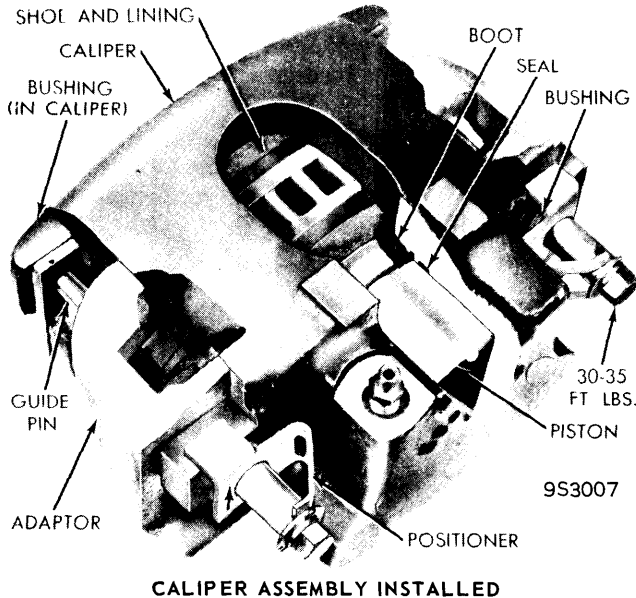 SHOE AND LINING
CALIPER
BUSHING
(IN CALIPER)
BOOT
SEAL
BUSHING
GUIDE
PIN
ADAPTOR
30-35
FT LBS.
PISTON
9S3007
POSITIONER
CALIPER ASSEMBLY INSTALLED